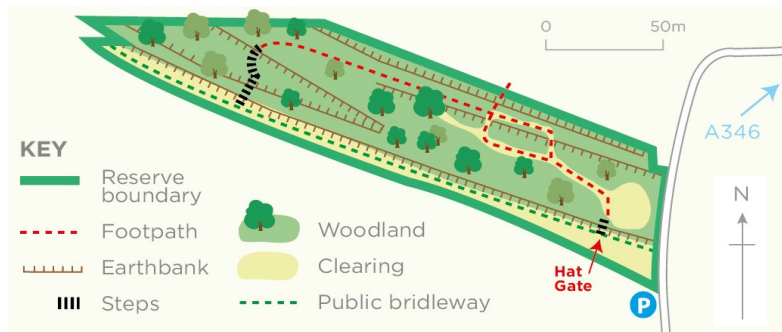 0
50m
A346
KEY
Reserve
boundary
Footpath
Earthbank
Steps
Woodland
Clearing
Public bridleway
Hat
Gate
P
N